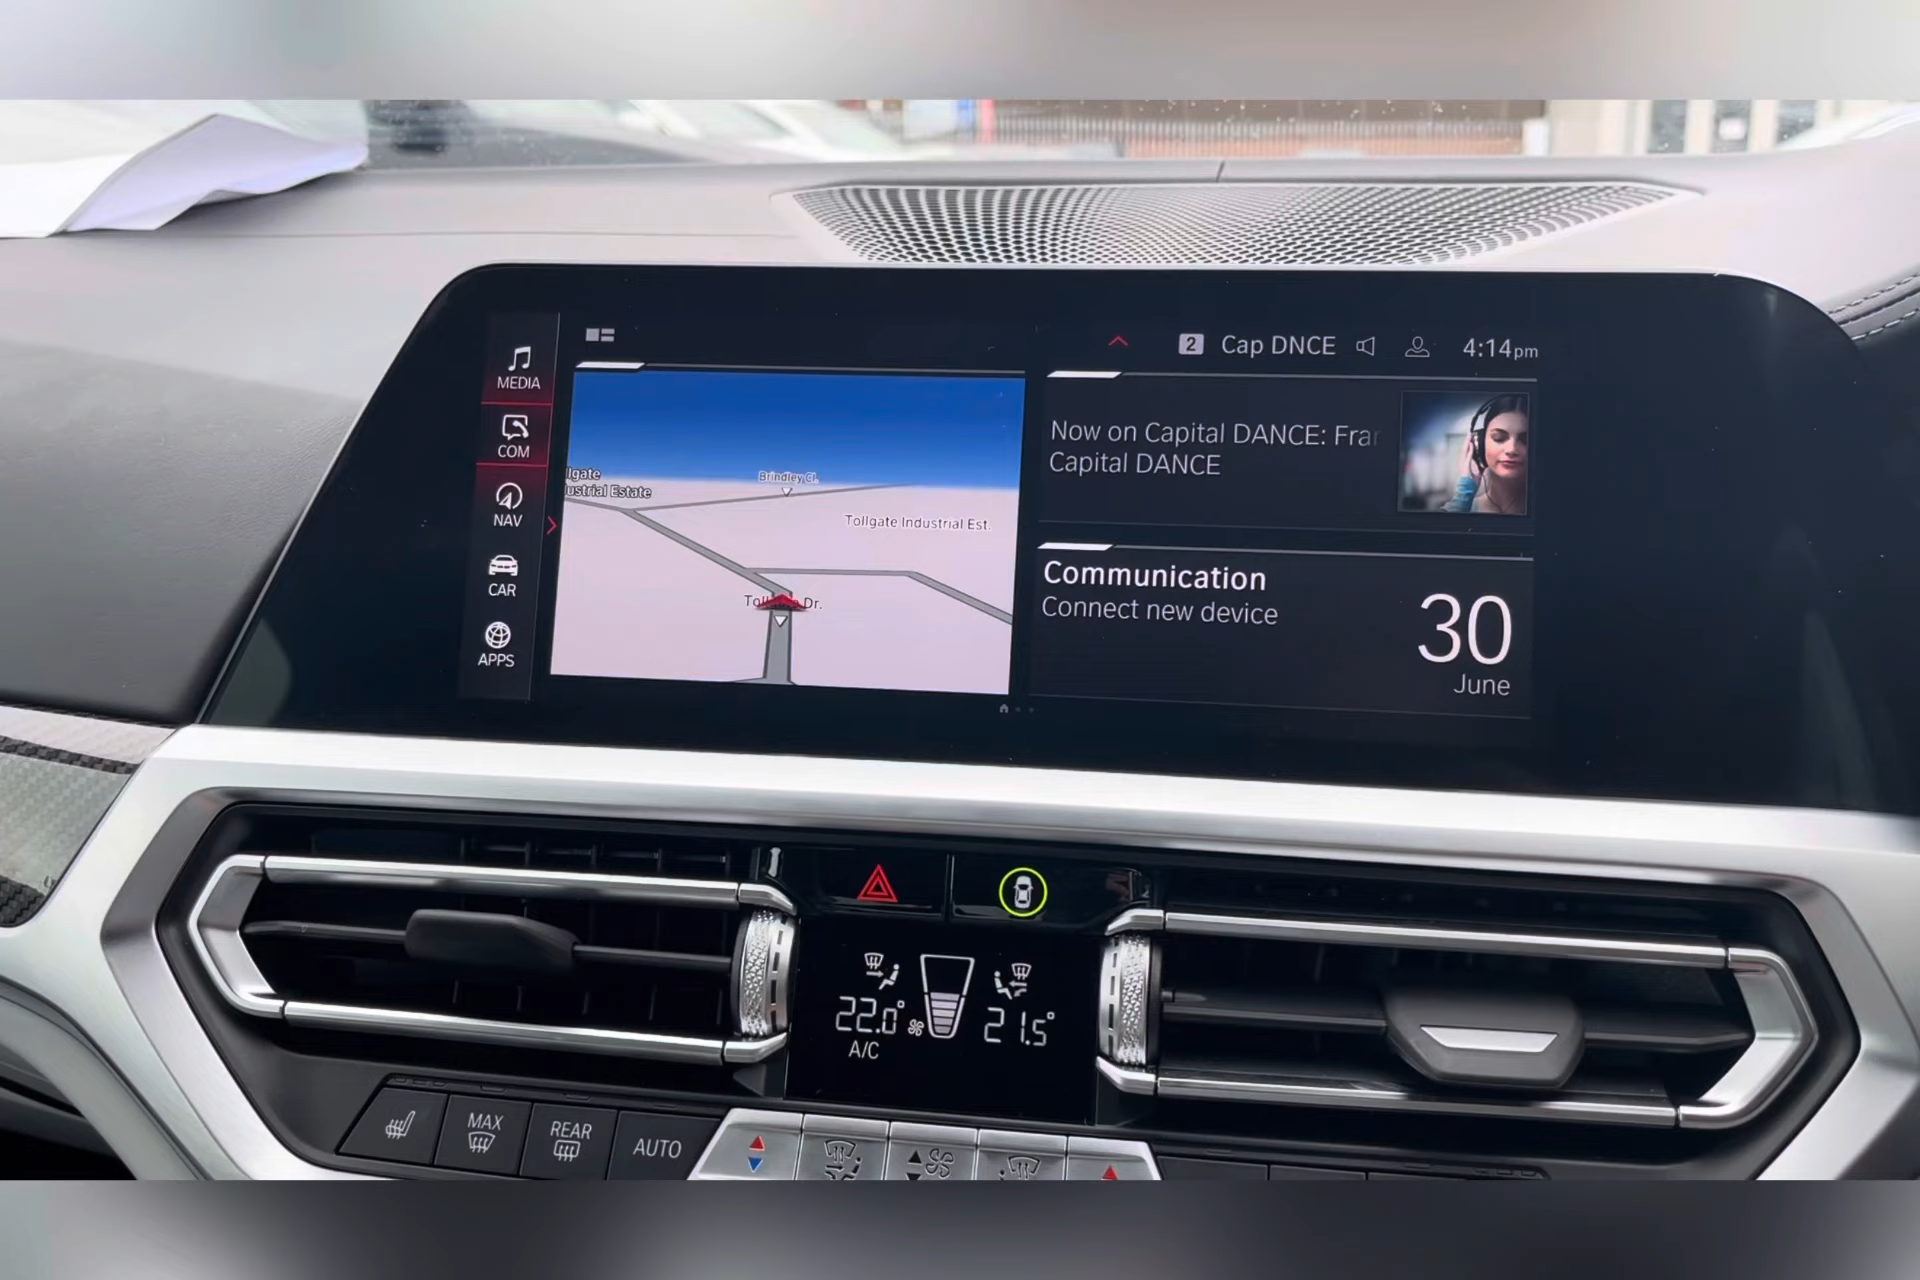 MEDIA
COM
NAV
CAR
APPS
2 Cap DNCE 4:14pm
Brindley Cl.
Tollgate Industrial Est.
llgate
ustrial Estate
Dr.
Now on Capital DANCE: Fra
Capital DANCE
Communication
Connect new device
30
June
22.0° 21.5°
A/C
MAX
REAR
AUTO